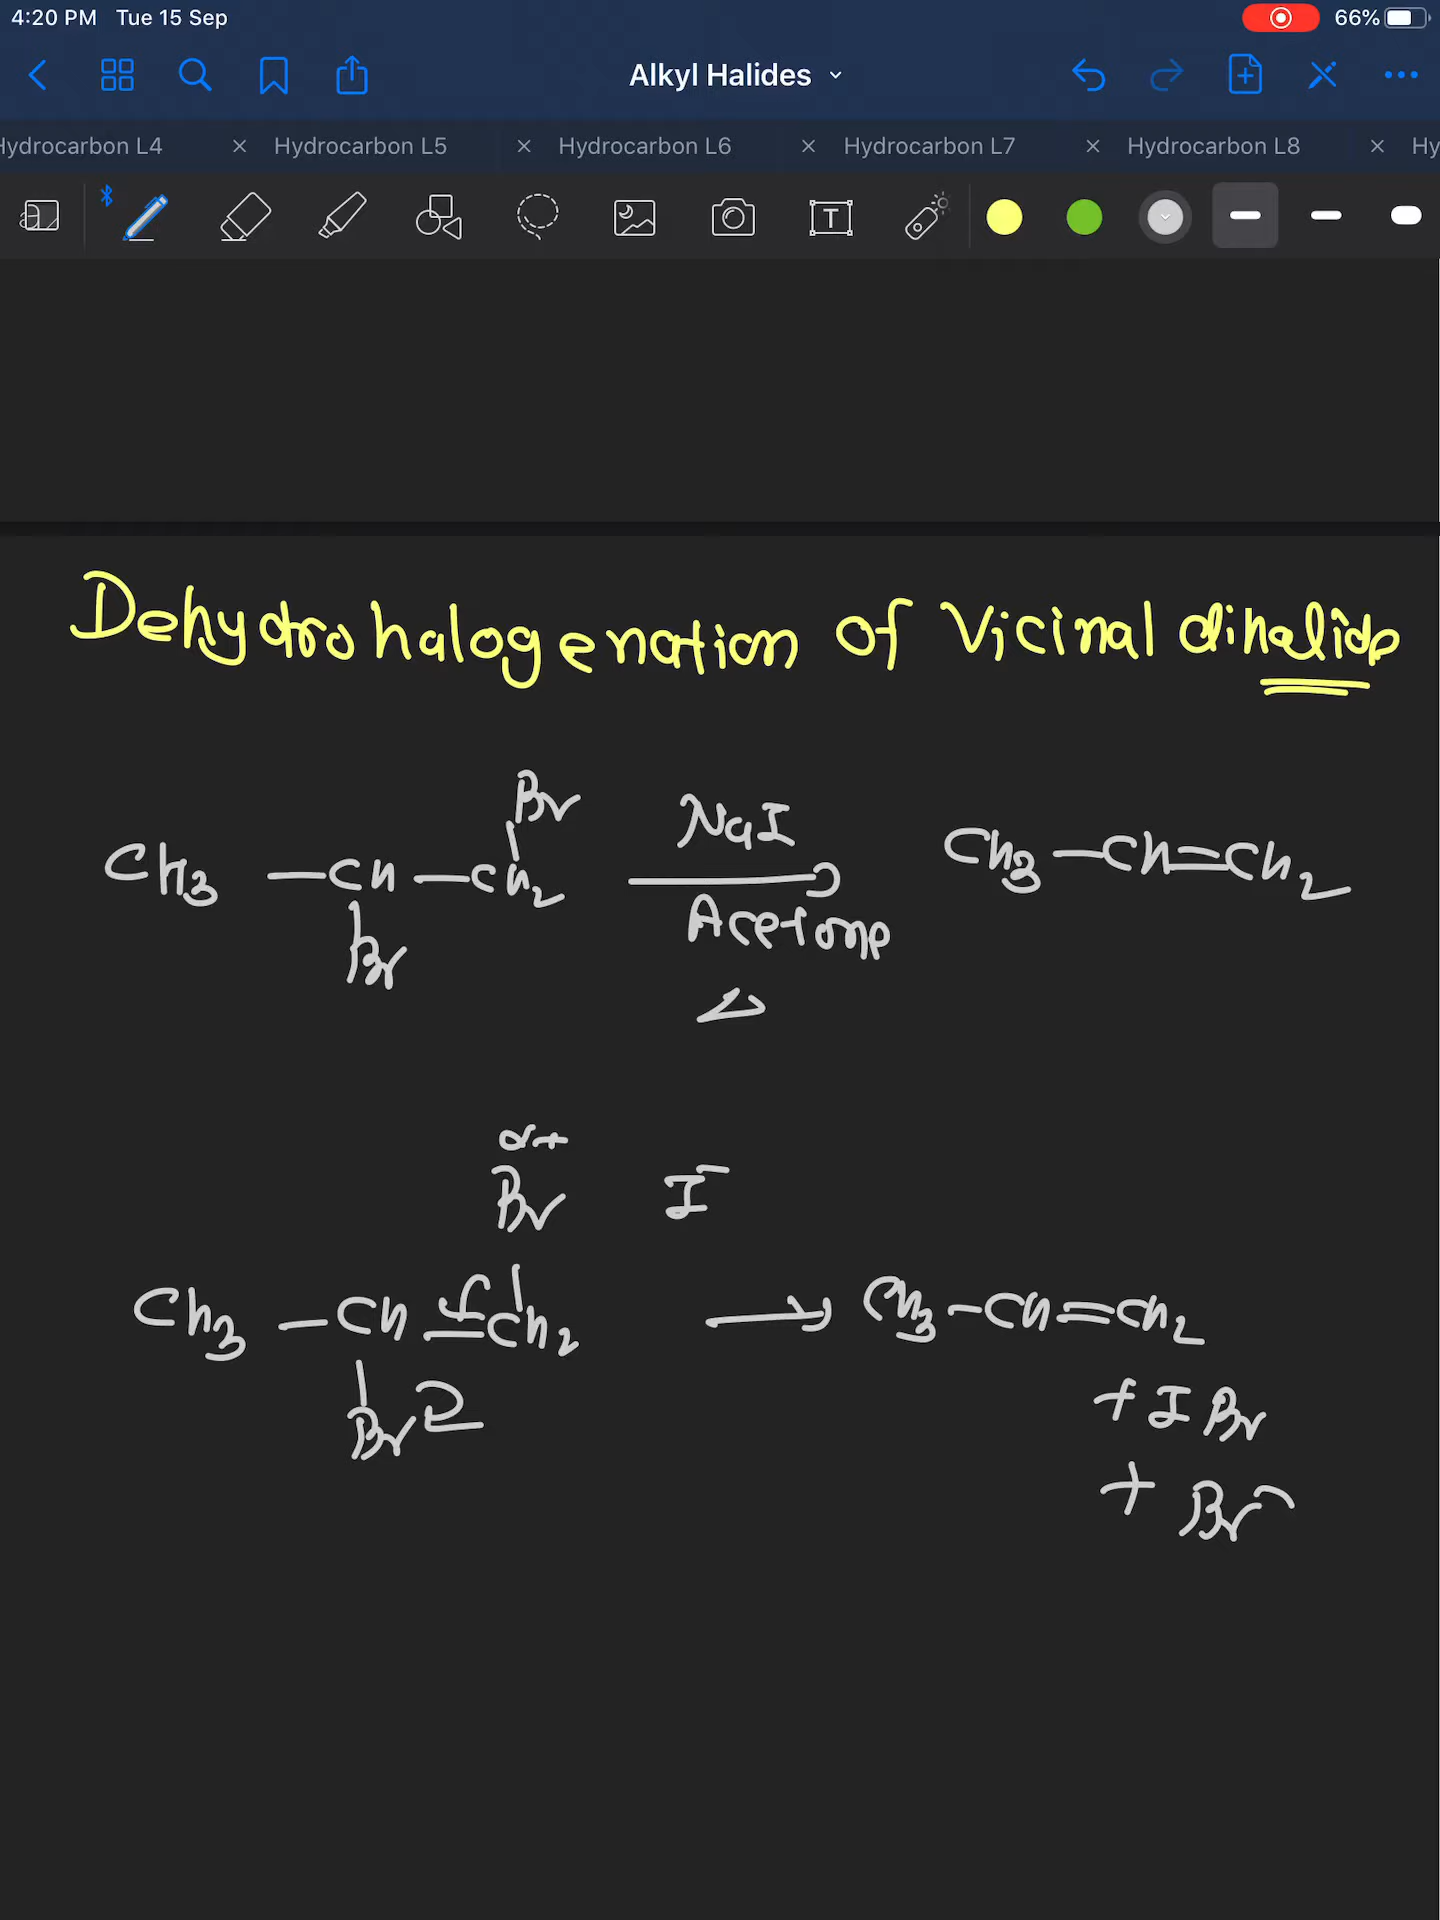 4:20 PM Tue 15 Sep 66%
Alkyl Halides
Hydrocarbon L4 × Hydrocarbon L5 × Hydrocarbon L6 × Hydrocarbon L7 × Hydrocarbon L8 × Hy
T
Dehydrohalogenation of Vicinal dihalide
Br
NaI
CH3 — CH — CH2 → CH3 — CH = CH2
Br
Acetone
Δ
δ+
Br I⁻
CH3 — CH — CH2 → CH3 — CH = CH2
Br
+ I Br
+ Br⁻